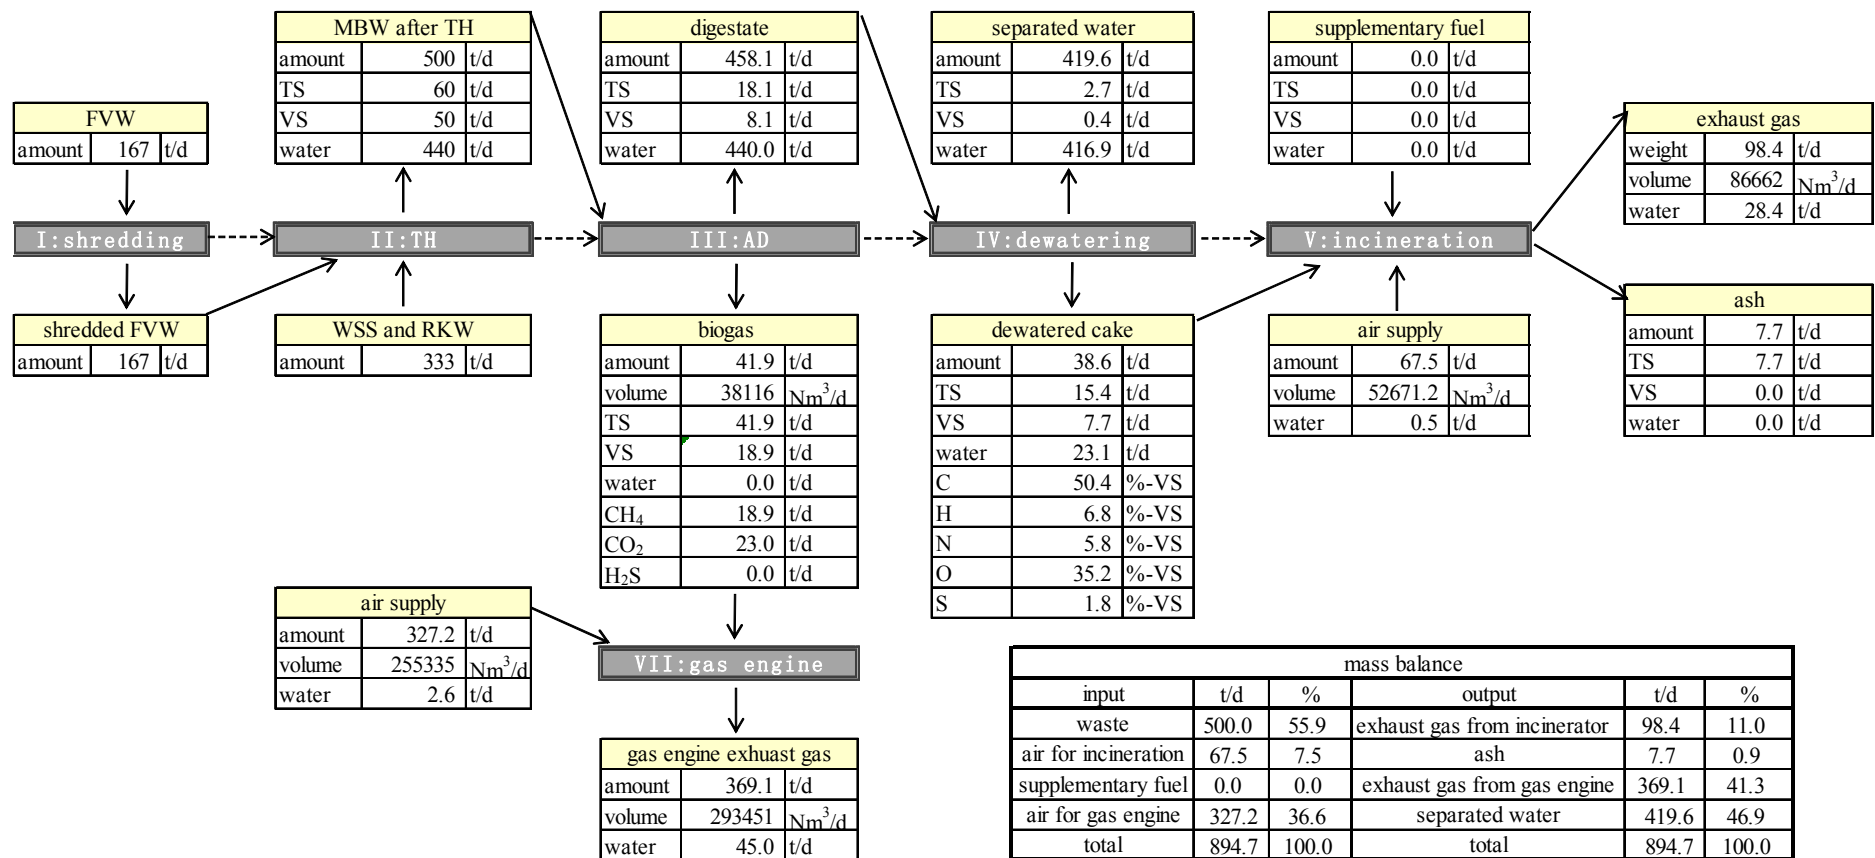 MBW after TH
amount 500 t/d
TS 60 t/d
VS 50 t/d
water 440 t/d
digestate
amount 458.1 t/d
TS 18.1 t/d
VS 8.1 t/d
water 440.0 t/d
separated water
amount 419.6 t/d
TS 2.7 t/d
VS 0.4 t/d
water 416.9 t/d
supplementary fuel
amount 0.0 t/d
TS 0.0 t/d
VS 0.0 t/d
water 0.0 t/d
FVW
amount 167 t/d
exhaust gas
weight 98.4 t/d
volume 86662 Nm³/d
water 28.4 t/d
I:shredding
II:TH
III:AD
IV:dewatering
V:incineration
shredded FVW
amount 167 t/d
WSS and RKW
amount 333 t/d
biogas
amount 41.9 t/d
volume 38116 Nm³/d
TS 41.9 t/d
VS 18.9 t/d
water 0.0 t/d
CH₄ 18.9 t/d
CO₂ 23.0 t/d
H₂S 0.0 t/d
dewatered cake
amount 38.6 t/d
TS 15.4 t/d
VS 7.7 t/d
water 23.1 t/d
C 50.4 %-VS
H 6.8 %-VS
N 5.8 %-VS
O 35.2 %-VS
S 1.8 %-VS
air supply
amount 67.5 t/d
volume 52671.2 Nm³/d
water 0.5 t/d
ash
amount 7.7 t/d
TS 7.7 t/d
VS 0.0 t/d
water 0.0 t/d
air supply
amount 327.2 t/d
volume 255335 Nm³/d
water 2.6 t/d
VII:gas engine
gas engine exhuast gas
amount 369.1 t/d
volume 293451 Nm³/d
water 45.0 t/d
mass balance
input t/d % output t/d %
waste 500.0 55.9 exhaust gas from incinerator 98.4 11.0
air for incineration 67.5 7.5 ash 7.7 0.9
supplementary fuel 0.0 0.0 exhaust gas from gas engine 369.1 41.3
air for gas engine 327.2 36.6 separated water 419.6 46.9
total 894.7 100.0 total 894.7 100.0